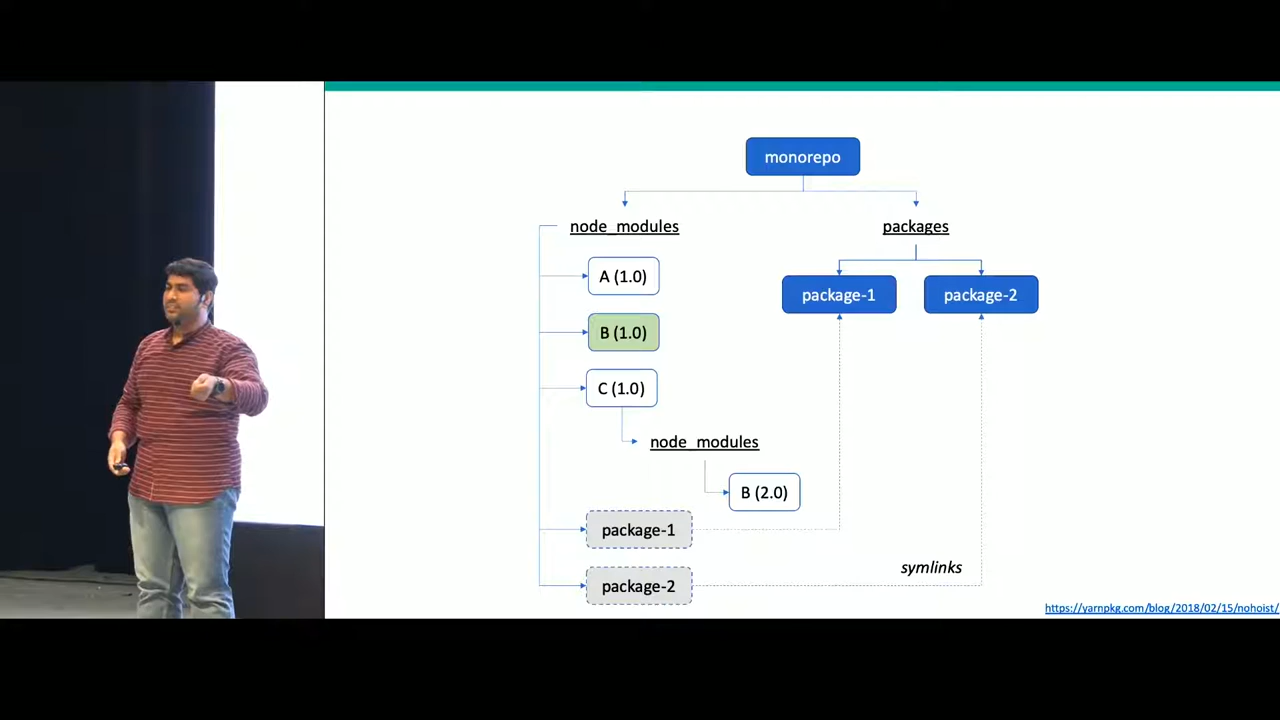 monorepo
node_modules
packages
A (1.0)
package-1
package-2
B (1.0)
C (1.0)
node_modules
B (2.0)
package-1
symlinks
package-2
https://yarnpkg.com/blog/2018/02/15/nohoist/